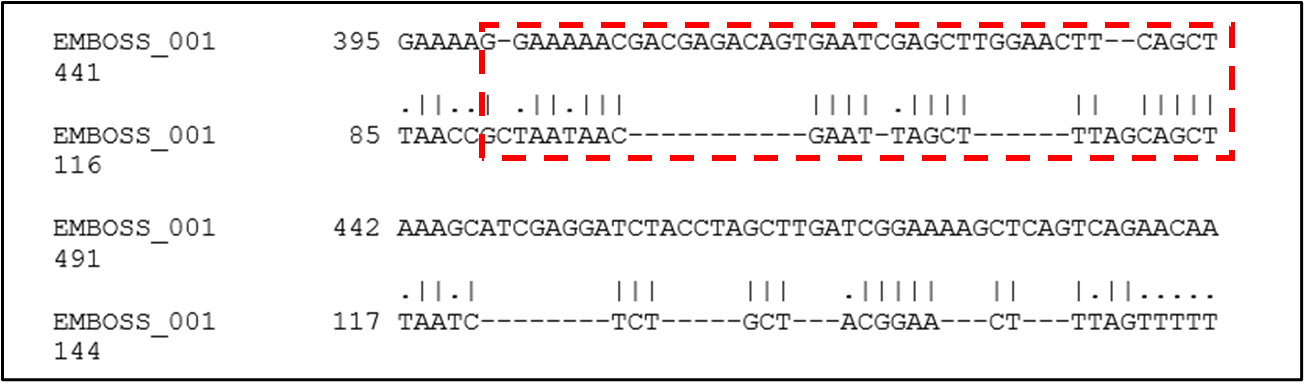 EMBOSS_001 395 GAAAAG-GAAAAACGACGAGACAGTGAATCGAGCTTGGAACTT--CAGCT
441
.||..| .||.|||           |||| .||||      ||  |||||
EMBOSS_001 85 TAACCGCTAATAAC-----------GAAT-TAGCT------TTAGCAGCT
116
EMBOSS_001 442 AAAGCATCGAGGATCTACCTAGCTTGATCGGAAAAGCTCAGTCAGAACAA
491
.||.|        |||     |||   .|||||   ||   |.||.....
EMBOSS_001 117 TAATC--------TCT-----GCT---ACGGAA---CT---TTAGTTTTT
144